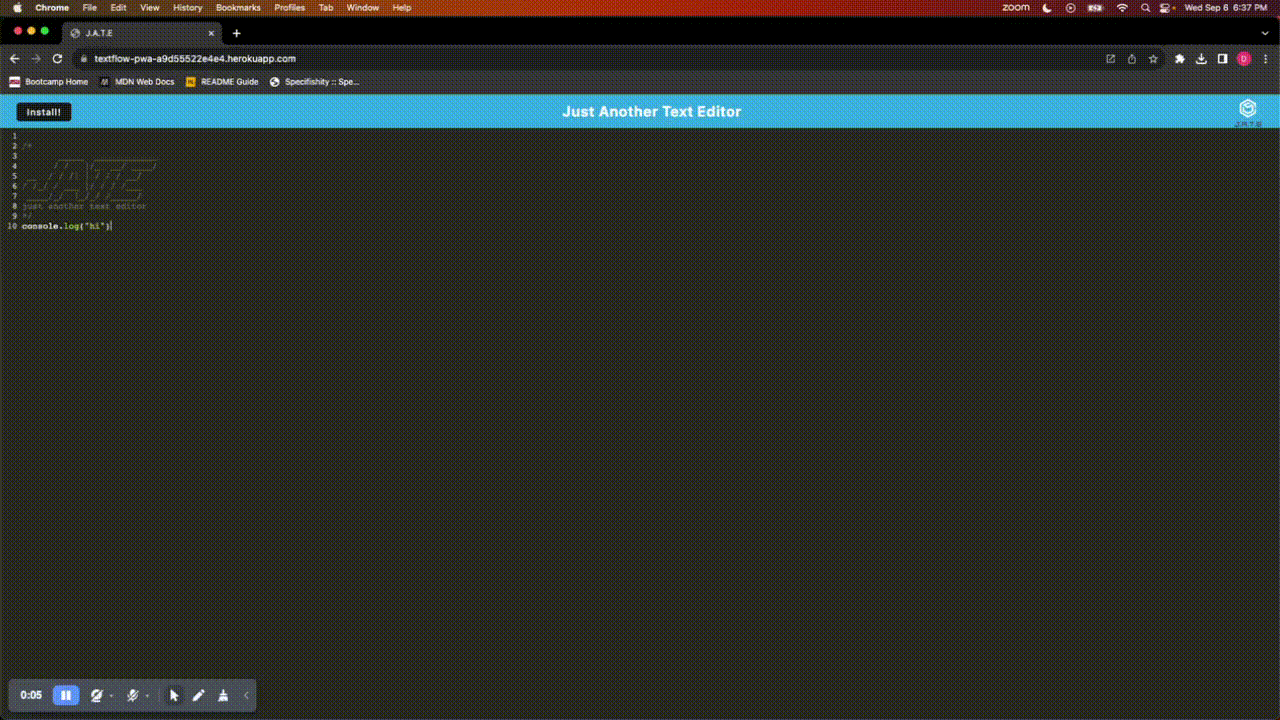 Chrome File Edit View History Bookmarks Profiles Tab Window Help zoom Wed Sep 6 6:37 PM
J.A.T.E
textflow-pwa-a9d55522e4e4.herokuapp.com D
Bootcamp Home MDN Web Docs README Guide Specifishity :: Spe...
Install! Just Another Text Editor
J.A.T.E
1
2 /*
3
4
5
6
7
8 just another text editor
9 */
10 console.log("hi")
0:05